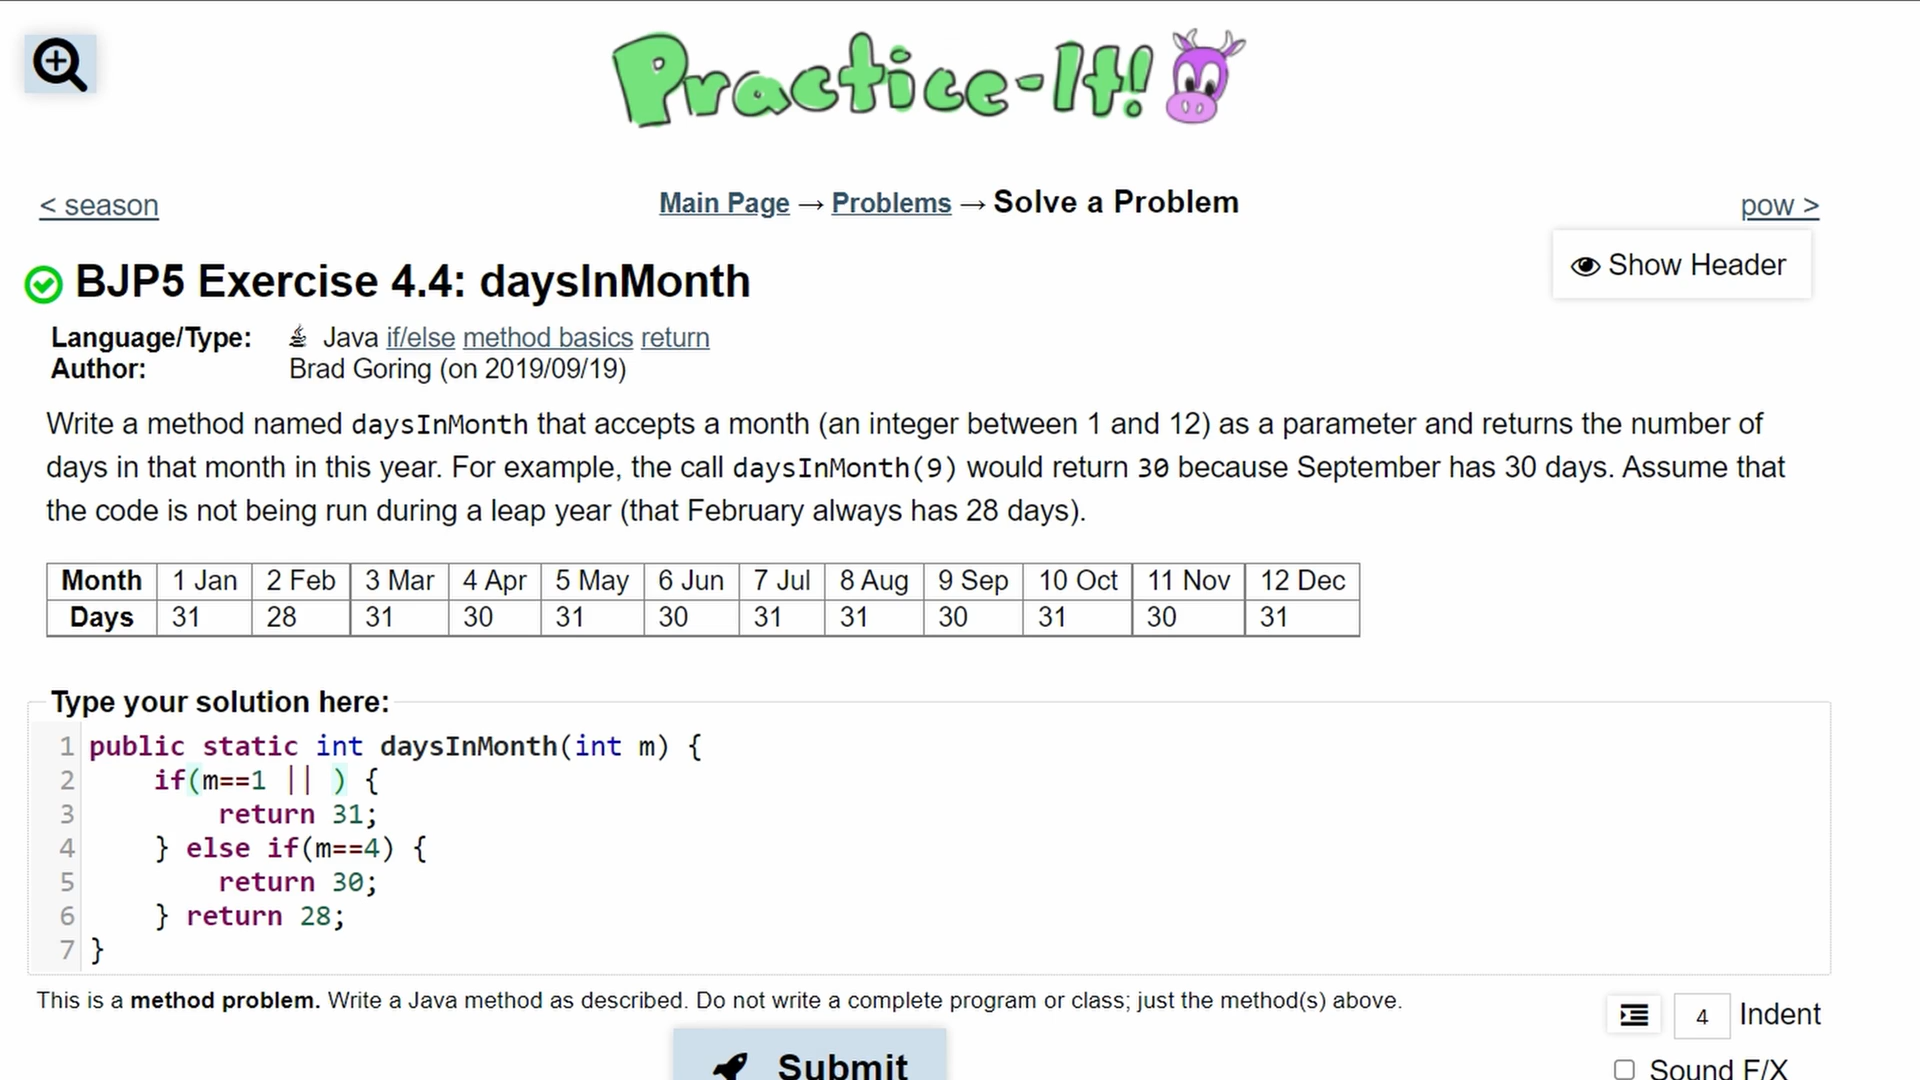 Practice-It!
< season
Main Page → Problems → Solve a Problem
pow >
Show Header
BJP5 Exercise 4.4: daysInMonth
Language/Type: Java if/else method basics return
Author: Brad Goring (on 2019/09/19)
Write a method named daysInMonth that accepts a month (an integer between 1 and 12) as a parameter and returns the number of
days in that month in this year. For example, the call daysInMonth(9) would return 30 because September has 30 days. Assume that
the code is not being run during a leap year (that February always has 28 days).
Month 1 Jan 2 Feb 3 Mar 4 Apr 5 May 6 Jun 7 Jul 8 Aug 9 Sep 10 Oct 11 Nov 12 Dec
Days 31 28 31 30 31 30 31 31 30 31 30 31
Type your solution here:
1 public static int daysInMonth(int m) {
2     if(m==1 || ) {
3         return 31;
4     } else if(m==4) {
5         return 30;
6     } return 28;
7 }
This is a method problem. Write a Java method as described. Do not write a complete program or class; just the method(s) above.
4 Indent
Submit
Sound F/X